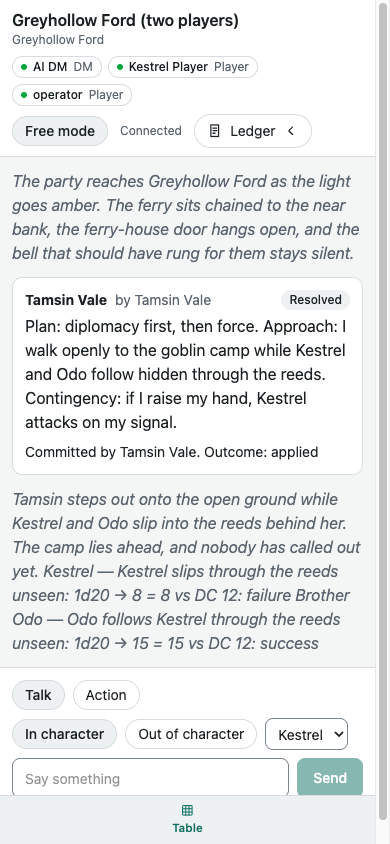 Greyhollow Ford (two players)
Greyhollow Ford
AI DM DM
Kestrel Player Player
operator Player
Free mode
Connected
Ledger
The party reaches Greyhollow Ford as the light
goes amber. The ferry sits chained to the near
bank, the ferry-house door hangs open, and the
bell that should have rung for them stays silent.
Tamsin Vale by Tamsin Vale
Resolved
Plan: diplomacy first, then force. Approach: I
walk openly to the goblin camp while Kestrel
and Odo follow hidden through the reeds.
Contingency: if I raise my hand, Kestrel
attacks on my signal.
Committed by Tamsin Vale. Outcome: applied
Tamsin steps out onto the open ground while
Kestrel and Odo slip into the reeds behind her.
The camp lies ahead, and nobody has called out
yet. Kestrel — Kestrel slips through the reeds
unseen: 1d20 → 8 = 8 vs DC 12: failure Brother
Odo — Odo follows Kestrel through the reeds
unseen: 1d20 → 15 = 15 vs DC 12: success
Talk
Action
In character
Out of character
Kestrel
Say something
Send
Table